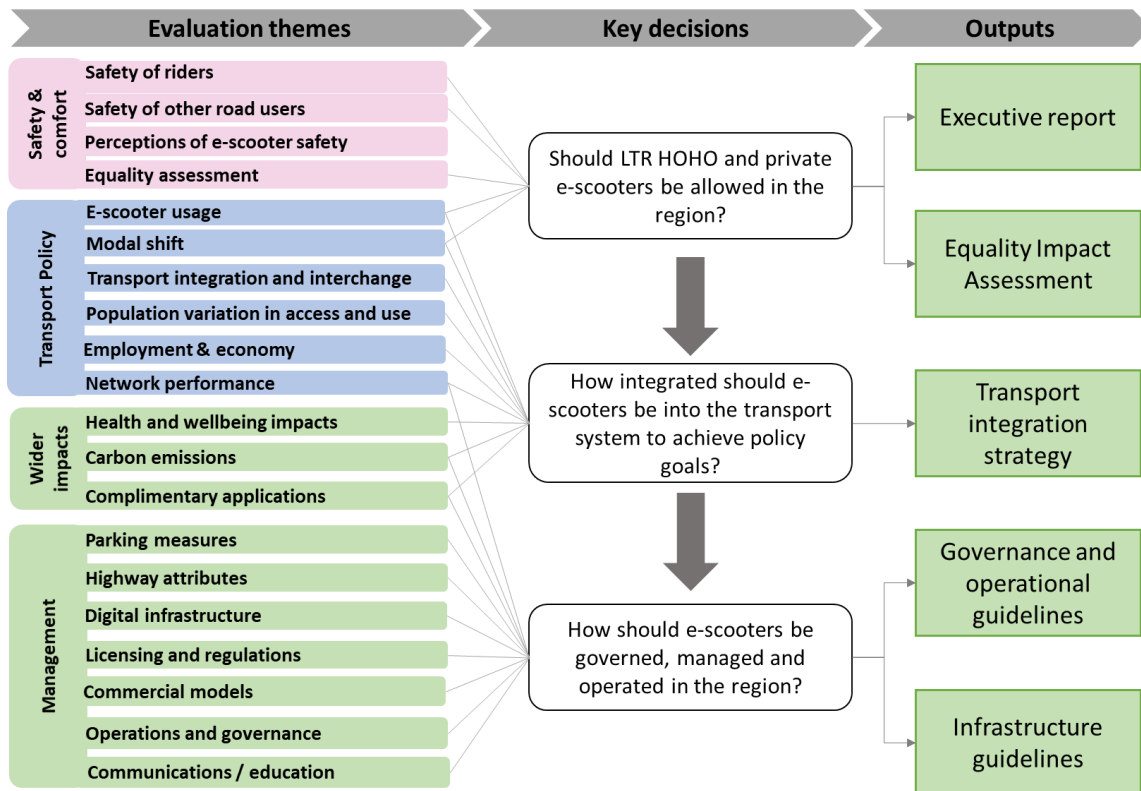 Evaluation themes
Key decisions
Outputs
Safety &
comfort
Safety of riders
Safety of other road users
Perceptions of e-scooter safety
Equality assessment
Transport Policy
E-scooter usage
Modal shift
Transport integration and interchange
Population variation in access and use
Employment & economy
Network performance
Wider
impacts
Health and wellbeing impacts
Carbon emissions
Complimentary applications
Management
Parking measures
Highway attributes
Digital infrastructure
Licensing and regulations
Commercial models
Operations and governance
Communications / education
Should LTR HOHO and private
e-scooters be allowed in the
region?
How integrated should e-
scooters be into the transport
system to achieve policy
goals?
How should e-scooters be
governed, managed and
operated in the region?
Executive report
Equality Impact
Assessment
Transport
integration
strategy
Governance and
operational
guidelines
Infrastructure
guidelines